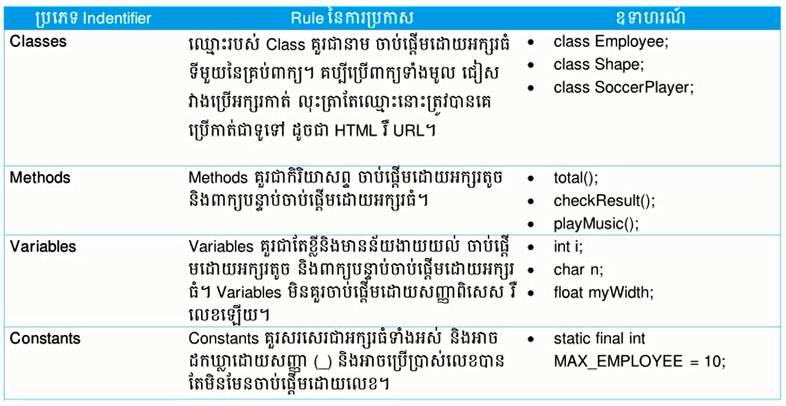 ប្រភេទ Indentifier Rule នៃការប្រកាស ឧទាហរណ៍
Classes ឈ្មោះរបស់ Class គួរជានាម ចាប់ផ្តើមដោយអក្សរធំ • class Employee;
ទីមួយនៃគ្រប់ពាក្យ។ គប្បីប្រើពាក្យទាំងមូល ជៀស • class Shape;
វាងប្រើអក្សរកាត់ លុះត្រាតែឈ្មោះនោះត្រូវបានគេ • class SoccerPlayer;
ប្រើកាត់ជាទូទៅ ដូចជា HTML រឺ URL។
Methods Methods គួរជាកិរិយាសព្ទ ចាប់ផ្តើមដោយអក្សរតូច • total();
និងពាក្យបន្ទាប់ចាប់ផ្តើមដោយអក្សរធំ។ • checkResult();
• playMusic();
Variables Variables គួរជាតែខ្លីនិងមានន័យងាយយល់ ចាប់ផ្តើ • int i;
មដោយអក្សរតូច និងពាក្យបន្ទាប់ចាប់ផ្តើមដោយអក្សរ • char n;
ធំ។ Variables មិនគួរចាប់ផ្តើមដោយសញ្ញាពិសេស រឺ • float myWidth;
លេខឡើយ។
Constants Constants គួរសរសេរជាអក្សរធំទាំងអស់ និងអាច • static final int
ដកឃ្លាដោយសញ្ញា (_) និងអាចប្រើប្រាស់លេខបាន MAX_EMPLOYEE = 10;
តែមិនមែនចាប់ផ្តើមដោយលេខ។